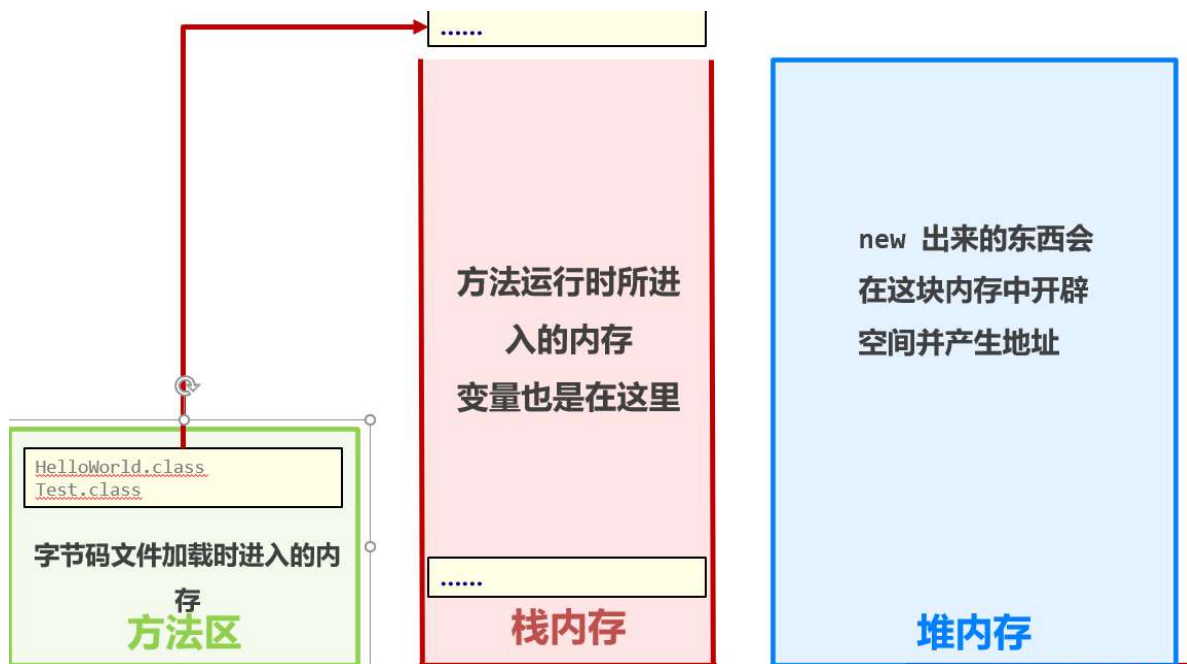 ......
HelloWorld.class
Test.class
字节码文件加载时进入的内
存
方法区
方法运行时所进
入的内存
变量也是在这里
......
栈内存
new 出来的东西会
在这块内存中开辟
空间并产生地址
堆内存